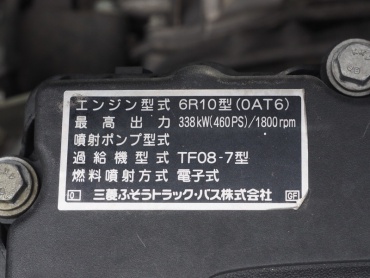 エンジン型式 6R10型(0AT6)
最高出力 338kW(460PS)/1800rpm
噴射ポンプ型式
過給機型式 TF08-7型
燃料噴射方式 電子式
0 三菱ふそうトラック・バス株式会社 GF